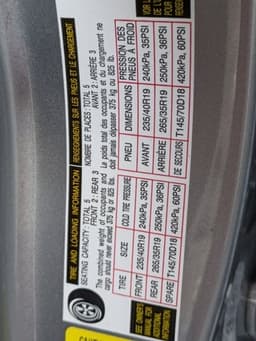 TIRE AND LOADING INFORMATION
SEATING CAPACITY: TOTAL 5
FRONT 2 : REAR 3
The combined weight of occupants and
cargo should never exceed 375 kg or 825 lbs.
TIRE SIZE COLD TIRE PRESSURE
FRONT 235/40R19 240kPa, 35PSI
REAR 265/35R19 250kPa, 36PSI
SPARE T145/70D18 420kPa, 60PSI
SEE OWNER'S
MANUAL FOR
ADDITIONAL
INFORMATION
RENSEIGNEMENTS SUR LES PNEUS ET LE CHARGEMENT
NOMBRE DE PLACES: TOTAL 5
AVANT 2 : ARRIÈRE 3
Le poids total des occupants et du chargement ne
doit jamais dépasser 375 kg ou 825 lb.
PNEU DIMENSIONS PRESSION DES
PNEUS À FROID
AVANT 235/40R19 240kPa, 35PSI
ARRIÈRE 265/35R19 250kPa, 36PSI
DE SECOURS T145/70D18 420kPa, 60PSI
VOIR
POUR